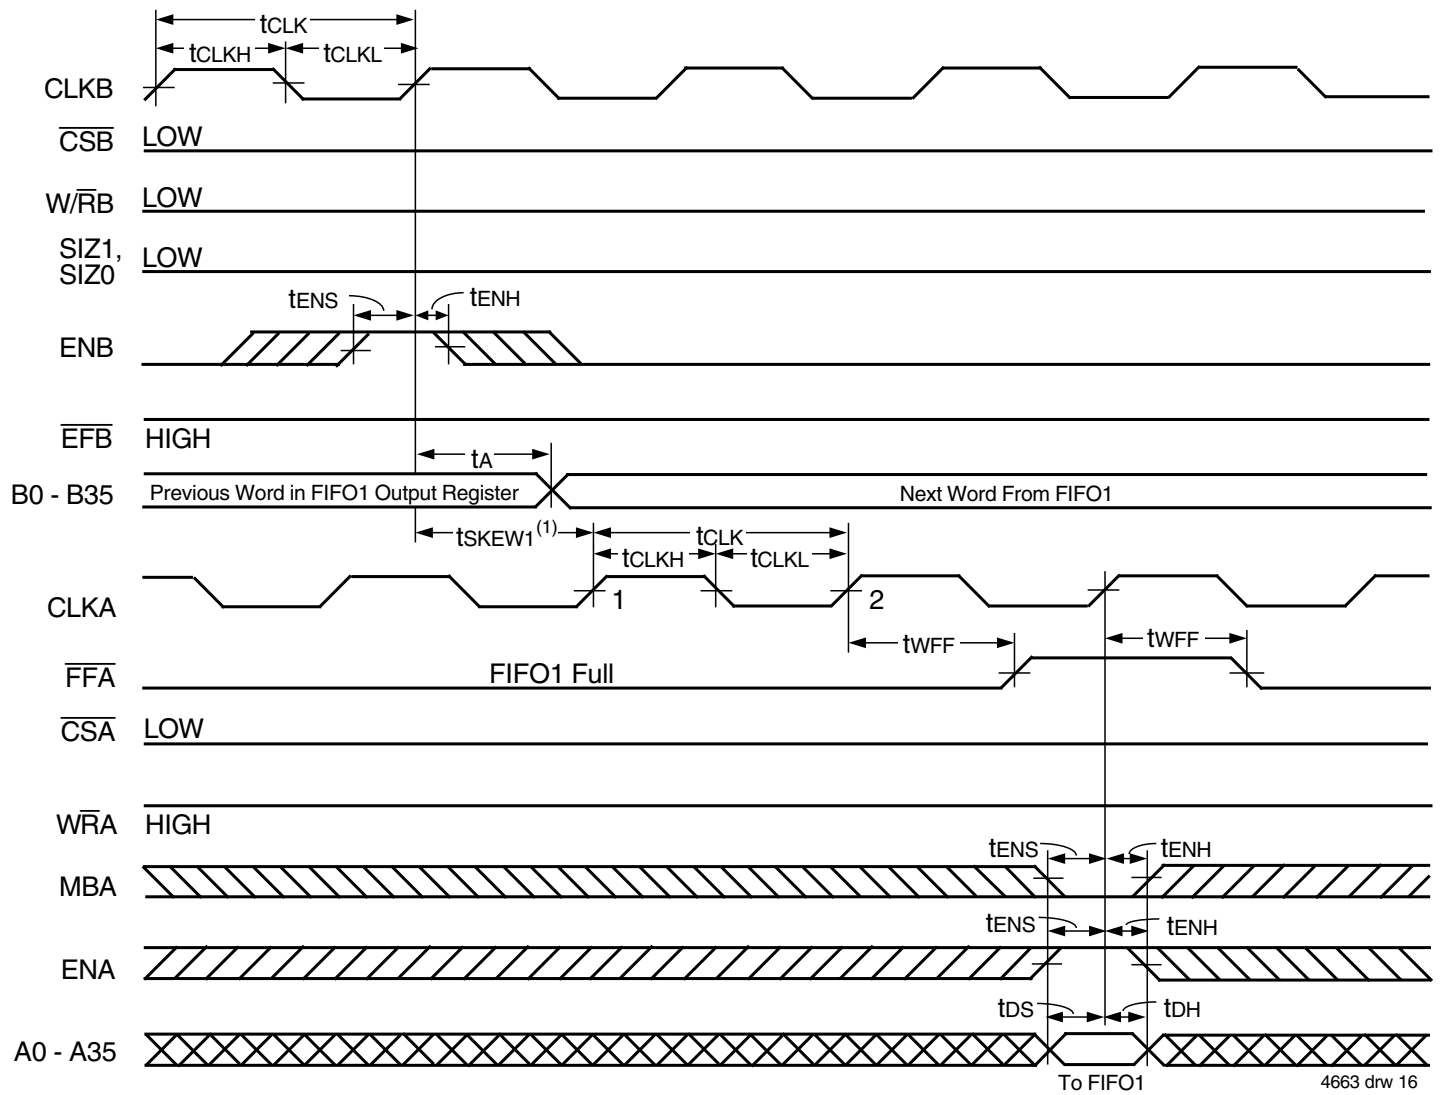 tCLK
tCLKH tCLKL
CLKB
CSB LOW
W/RB LOW
SIZ1,
SIZ0 LOW
tENS tENH
ENB
EFB HIGH
tA
B0 - B35 Previous Word in FIFO1 Output Register Next Word From FIFO1
tSKEW1(1) tCLK
tCLKH tCLKL
CLKA 1 2
tWFF tWFF
FFA FIFO1 Full
CSA LOW
WRA HIGH
tENS tENH
MBA
tENS tENH
ENA
tDS tDH
A0 - A35
To FIFO1 4663 drw 16